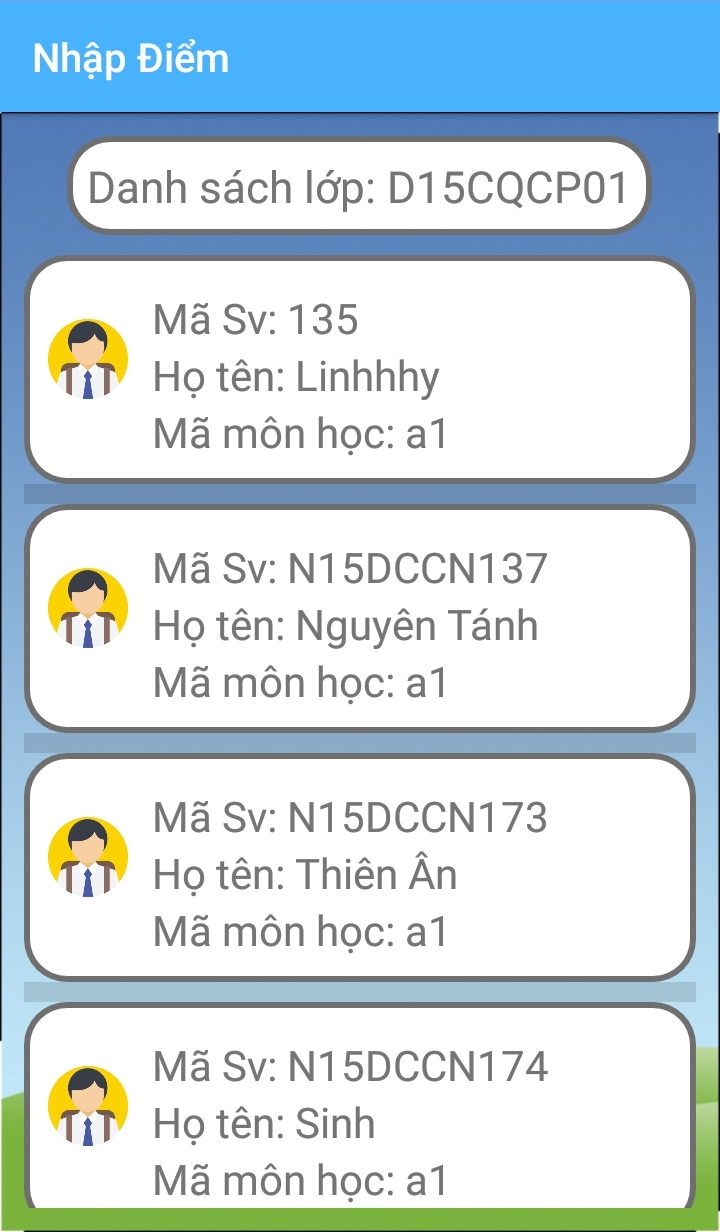 Nhập Điểm
Danh sách lớp: D15CQCP01
Mã Sv: 135
Họ tên: Linhhhy
Mã môn học: a1
Mã Sv: N15DCCN137
Họ tên: Nguyên Tánh
Mã môn học: a1
Mã Sv: N15DCCN173
Họ tên: Thiên Ân
Mã môn học: a1
Mã Sv: N15DCCN174
Họ tên: Sinh
Mã môn học: a1